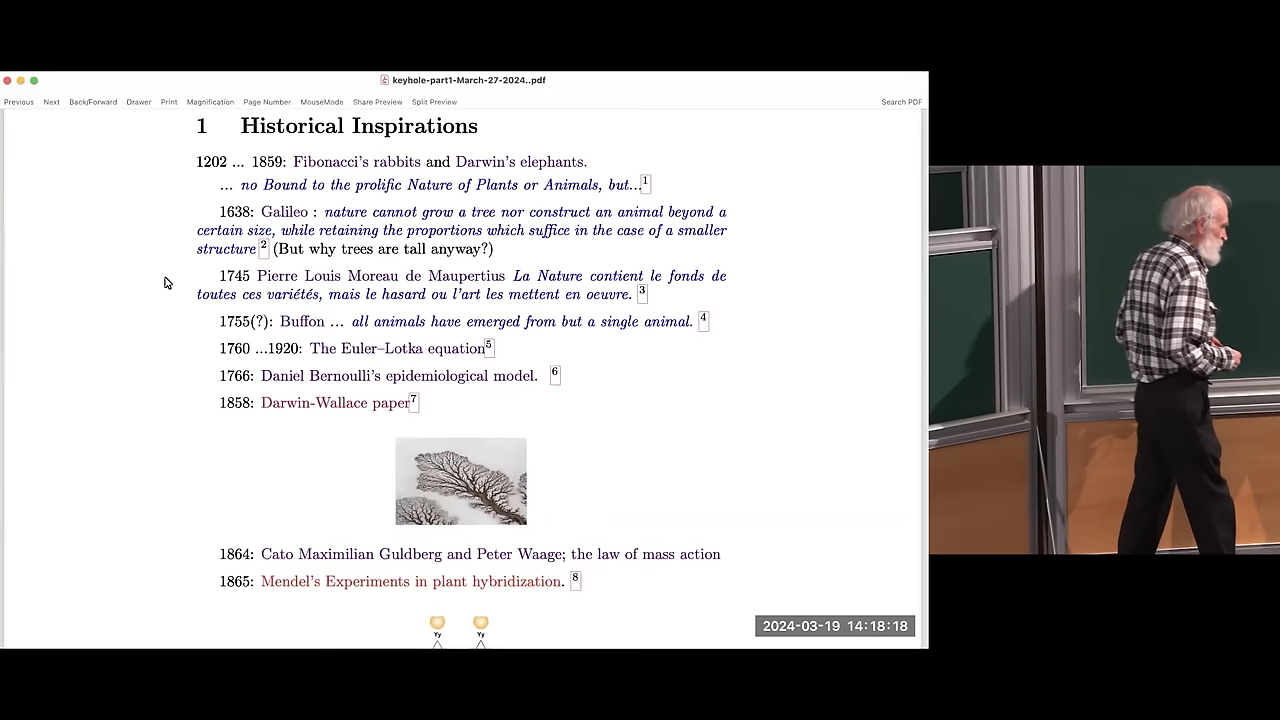 keyhole-part1-March-27-2024..pdf
Previous Next Back/Forward Drawer Print Magnification Page Number MouseMode Share Preview Split Preview Search PDF
1 Historical Inspirations
1202 ... 1859: Fibonacci's rabbits and Darwin's elephants.
... no Bound to the prolific Nature of Plants or Animals, but...1
1638: Galileo : nature cannot grow a tree nor construct an animal beyond a
certain size, while retaining the proportions which suffice in the case of a smaller
structure 2 (But why trees are tall anyway?)
1745 Pierre Louis Moreau de Maupertius La Nature contient le fonds de
toutes ces variétés, mais le hasard ou l'art les mettent en oeuvre. 3
1755(?): Buffon ... all animals have emerged from but a single animal. 4
1760 ...1920: The Euler–Lotka equation5
1766: Daniel Bernoulli's epidemiological model. 6
1858: Darwin-Wallace paper7
1864: Cato Maximilian Guldberg and Peter Waage; the law of mass action
1865: Mendel's Experiments in plant hybridization. 8
Yy Yy
2024-03-19 14:18:18